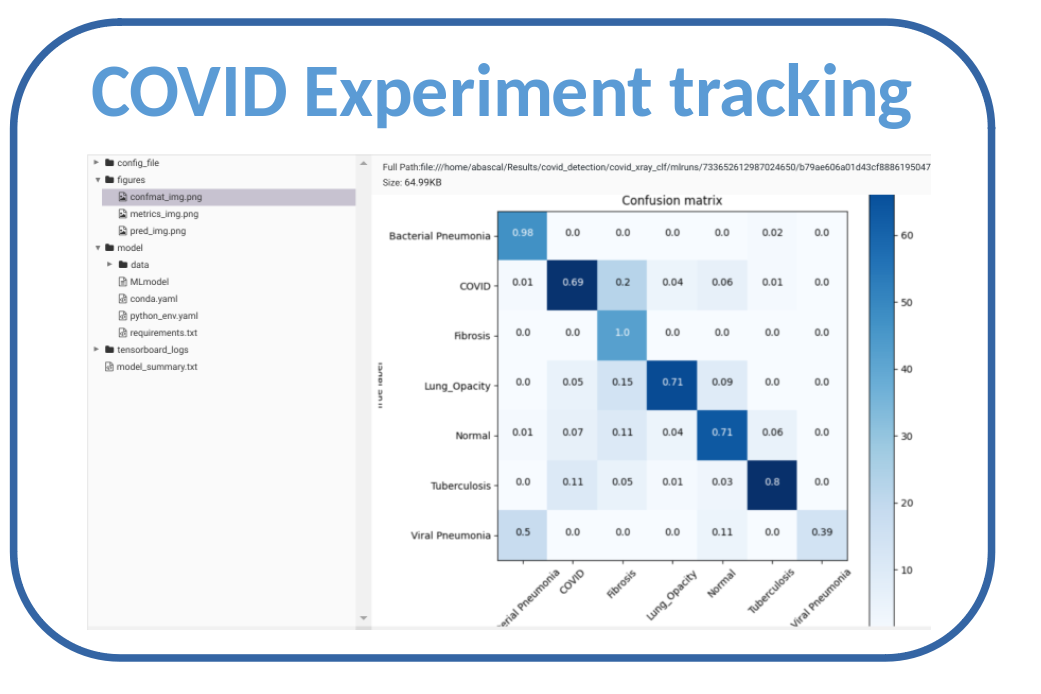 COVID Experiment tracking
config_file
figures
confmat_img.png
metrics_img.png
pred_img.png
model
data
MLmodel
conda.yaml
python_env.yaml
requirements.txt
tensorboard_logs
model_summary.txt
Full Path:file:///home/abascal/Results/covid_detection/covid_xray_clf/mlruns/733652612987024650/b79ae606a01d43cf8886195047
Size: 64.99KB
Confusion matrix
Bacterial Pneumonia 0.98 0.0 0.0 0.0 0.0 0.02 0.0
COVID 0.01 0.69 0.2 0.04 0.06 0.01 0.0
Fibrosis 0.0 0.0 1.0 0.0 0.0 0.0 0.0
Lung_Opacity 0.0 0.05 0.15 0.71 0.09 0.0 0.0
Normal 0.01 0.07 0.11 0.04 0.71 0.06 0.0
Tuberculosis 0.0 0.11 0.05 0.01 0.03 0.8 0.0
Viral Pneumonia 0.5 0.0 0.0 0.0 0.11 0.0 0.39
erial Pneumonia
COVID
Fibrosis
Lung_Opacity
Normal
Tuberculosis
Viral Pneumonia
60
50
40
30
20
10